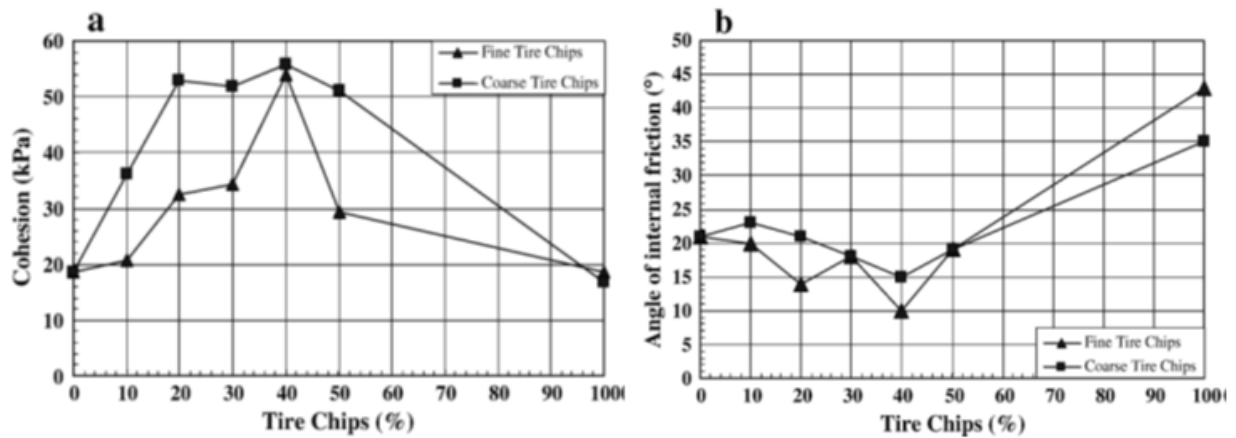 a
Cohesion (kPa)
60
50
40
30
20
10
0
Fine Tire Chips
Coarse Tire Chips
0 10 20 30 40 50 60 70 80 90 100
Tire Chips (%)
b
Angle of internal friction (°)
50
45
40
35
30
25
20
15
10
5
0
Fine Tire Chips
Coarse Tire Chips
0 10 20 30 40 50 60 70 80 90 1000
Tire Chips (%)